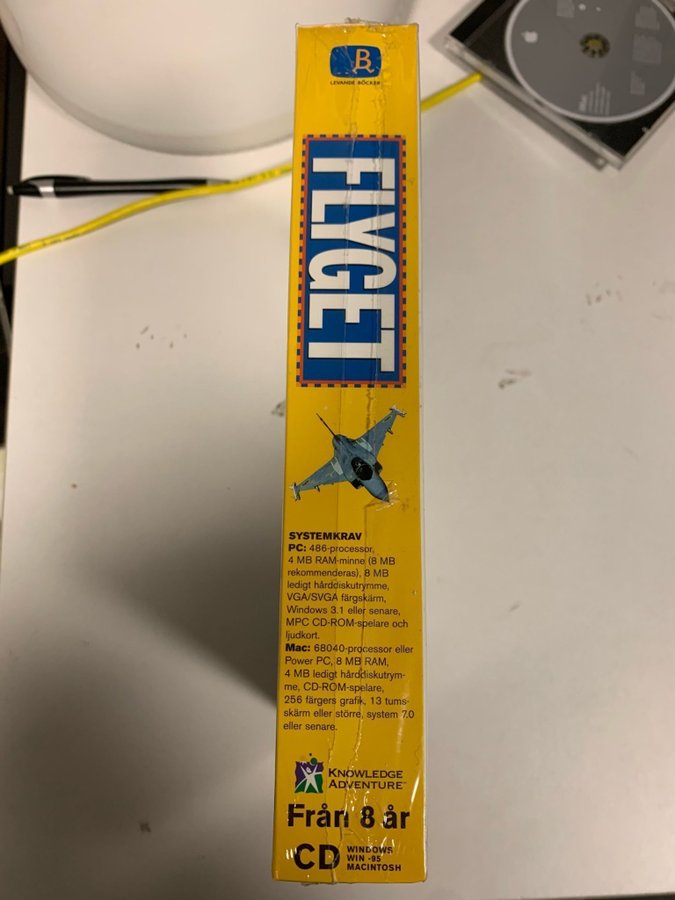 B
LEVANDE BÖCKER
FLYGET
SYSTEMKRAV
PC: 486-processor,
4 MB RAM-minne (8 MB
rekommenderas), 8 MB
ledigt hårddiskutrymme,
VGA/SVGA färgskärm,
Windows 3.1 eller senare,
MPC CD-ROM-spelare och
ljudkort.
Mac: 68040-processor eller
Power PC, 8 MB RAM,
4 MB ledigt hårddiskutrym-
me, CD-ROM-spelare,
256 färgers grafik, 13 tums-
skärm eller större, system 7.0
eller senare.
KNOWLEDGE
ADVENTURE™
Från 8 år
CD WINDOWS
WIN -95
MACINTOSH